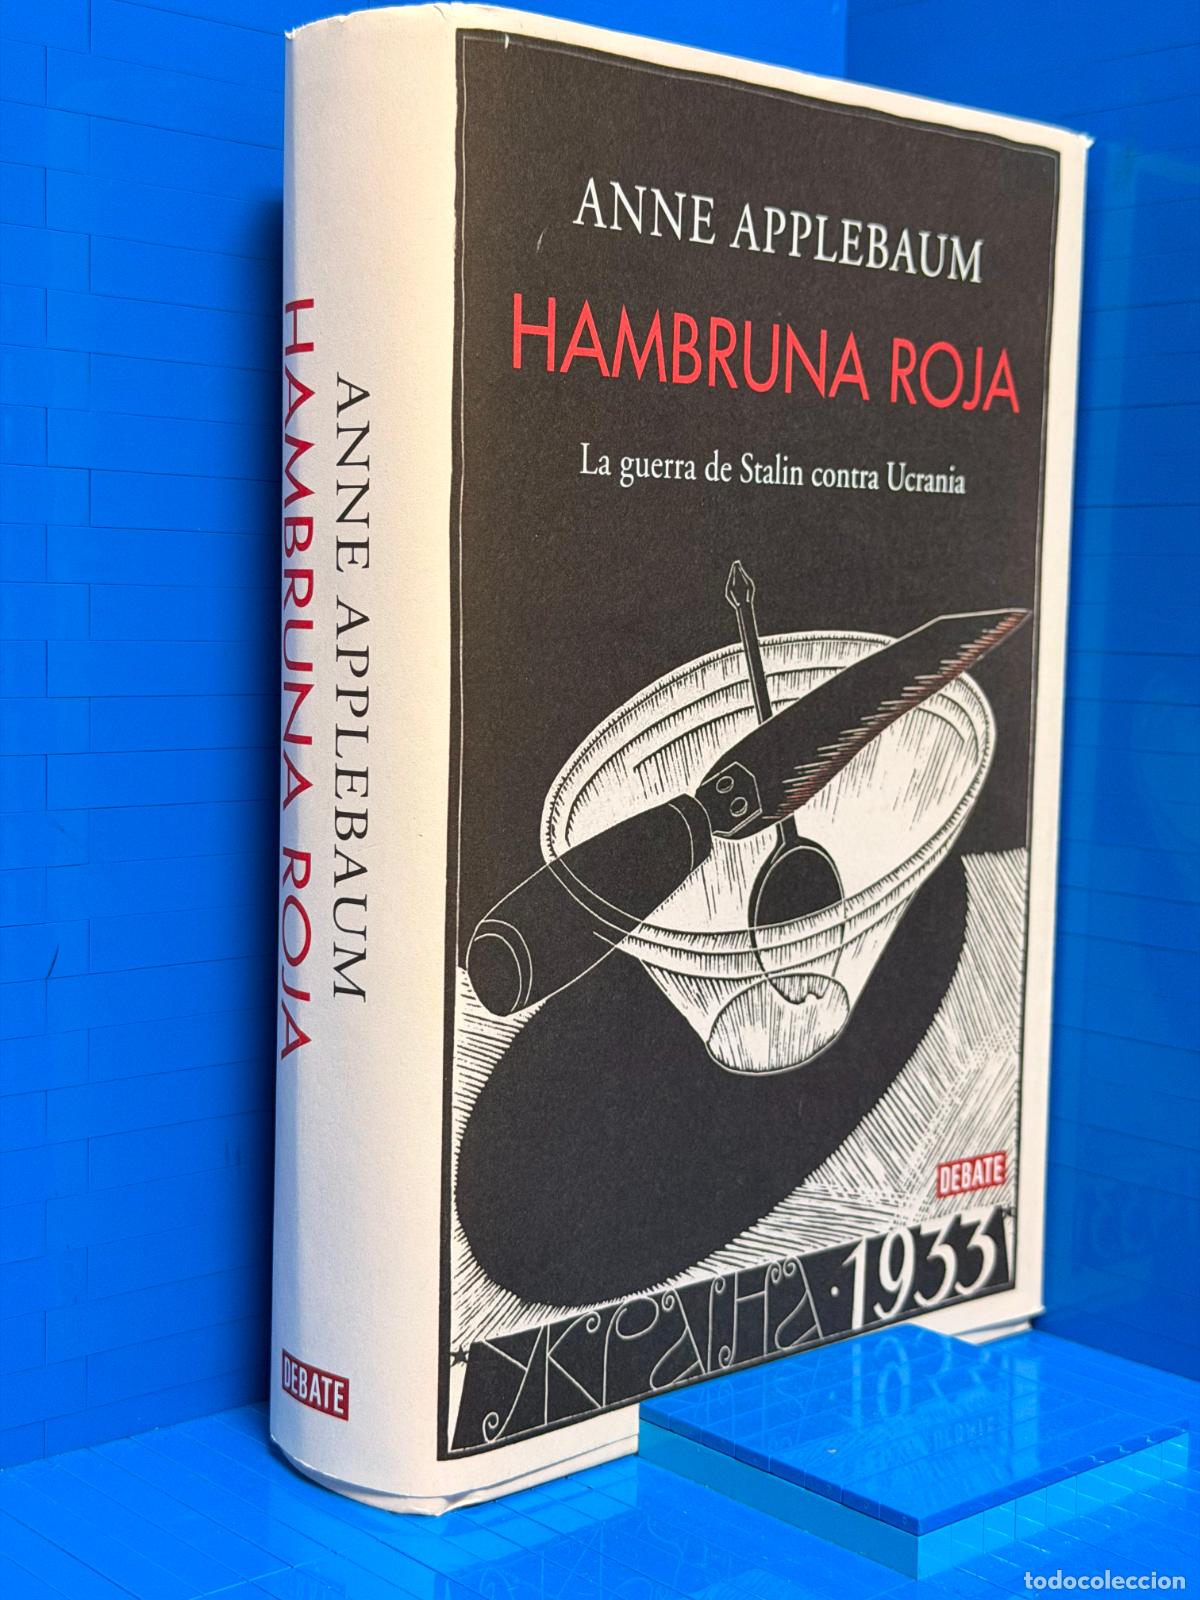 ANNE APPLEBAUM
HAMBRUNA ROJA
La guerra de Stalin contra Ucrania
DEBATE
УКРАЇНА · 1933
ANNE APPLEBAUM
HAMBRUNA ROJA
DEBATE
todocoleccion